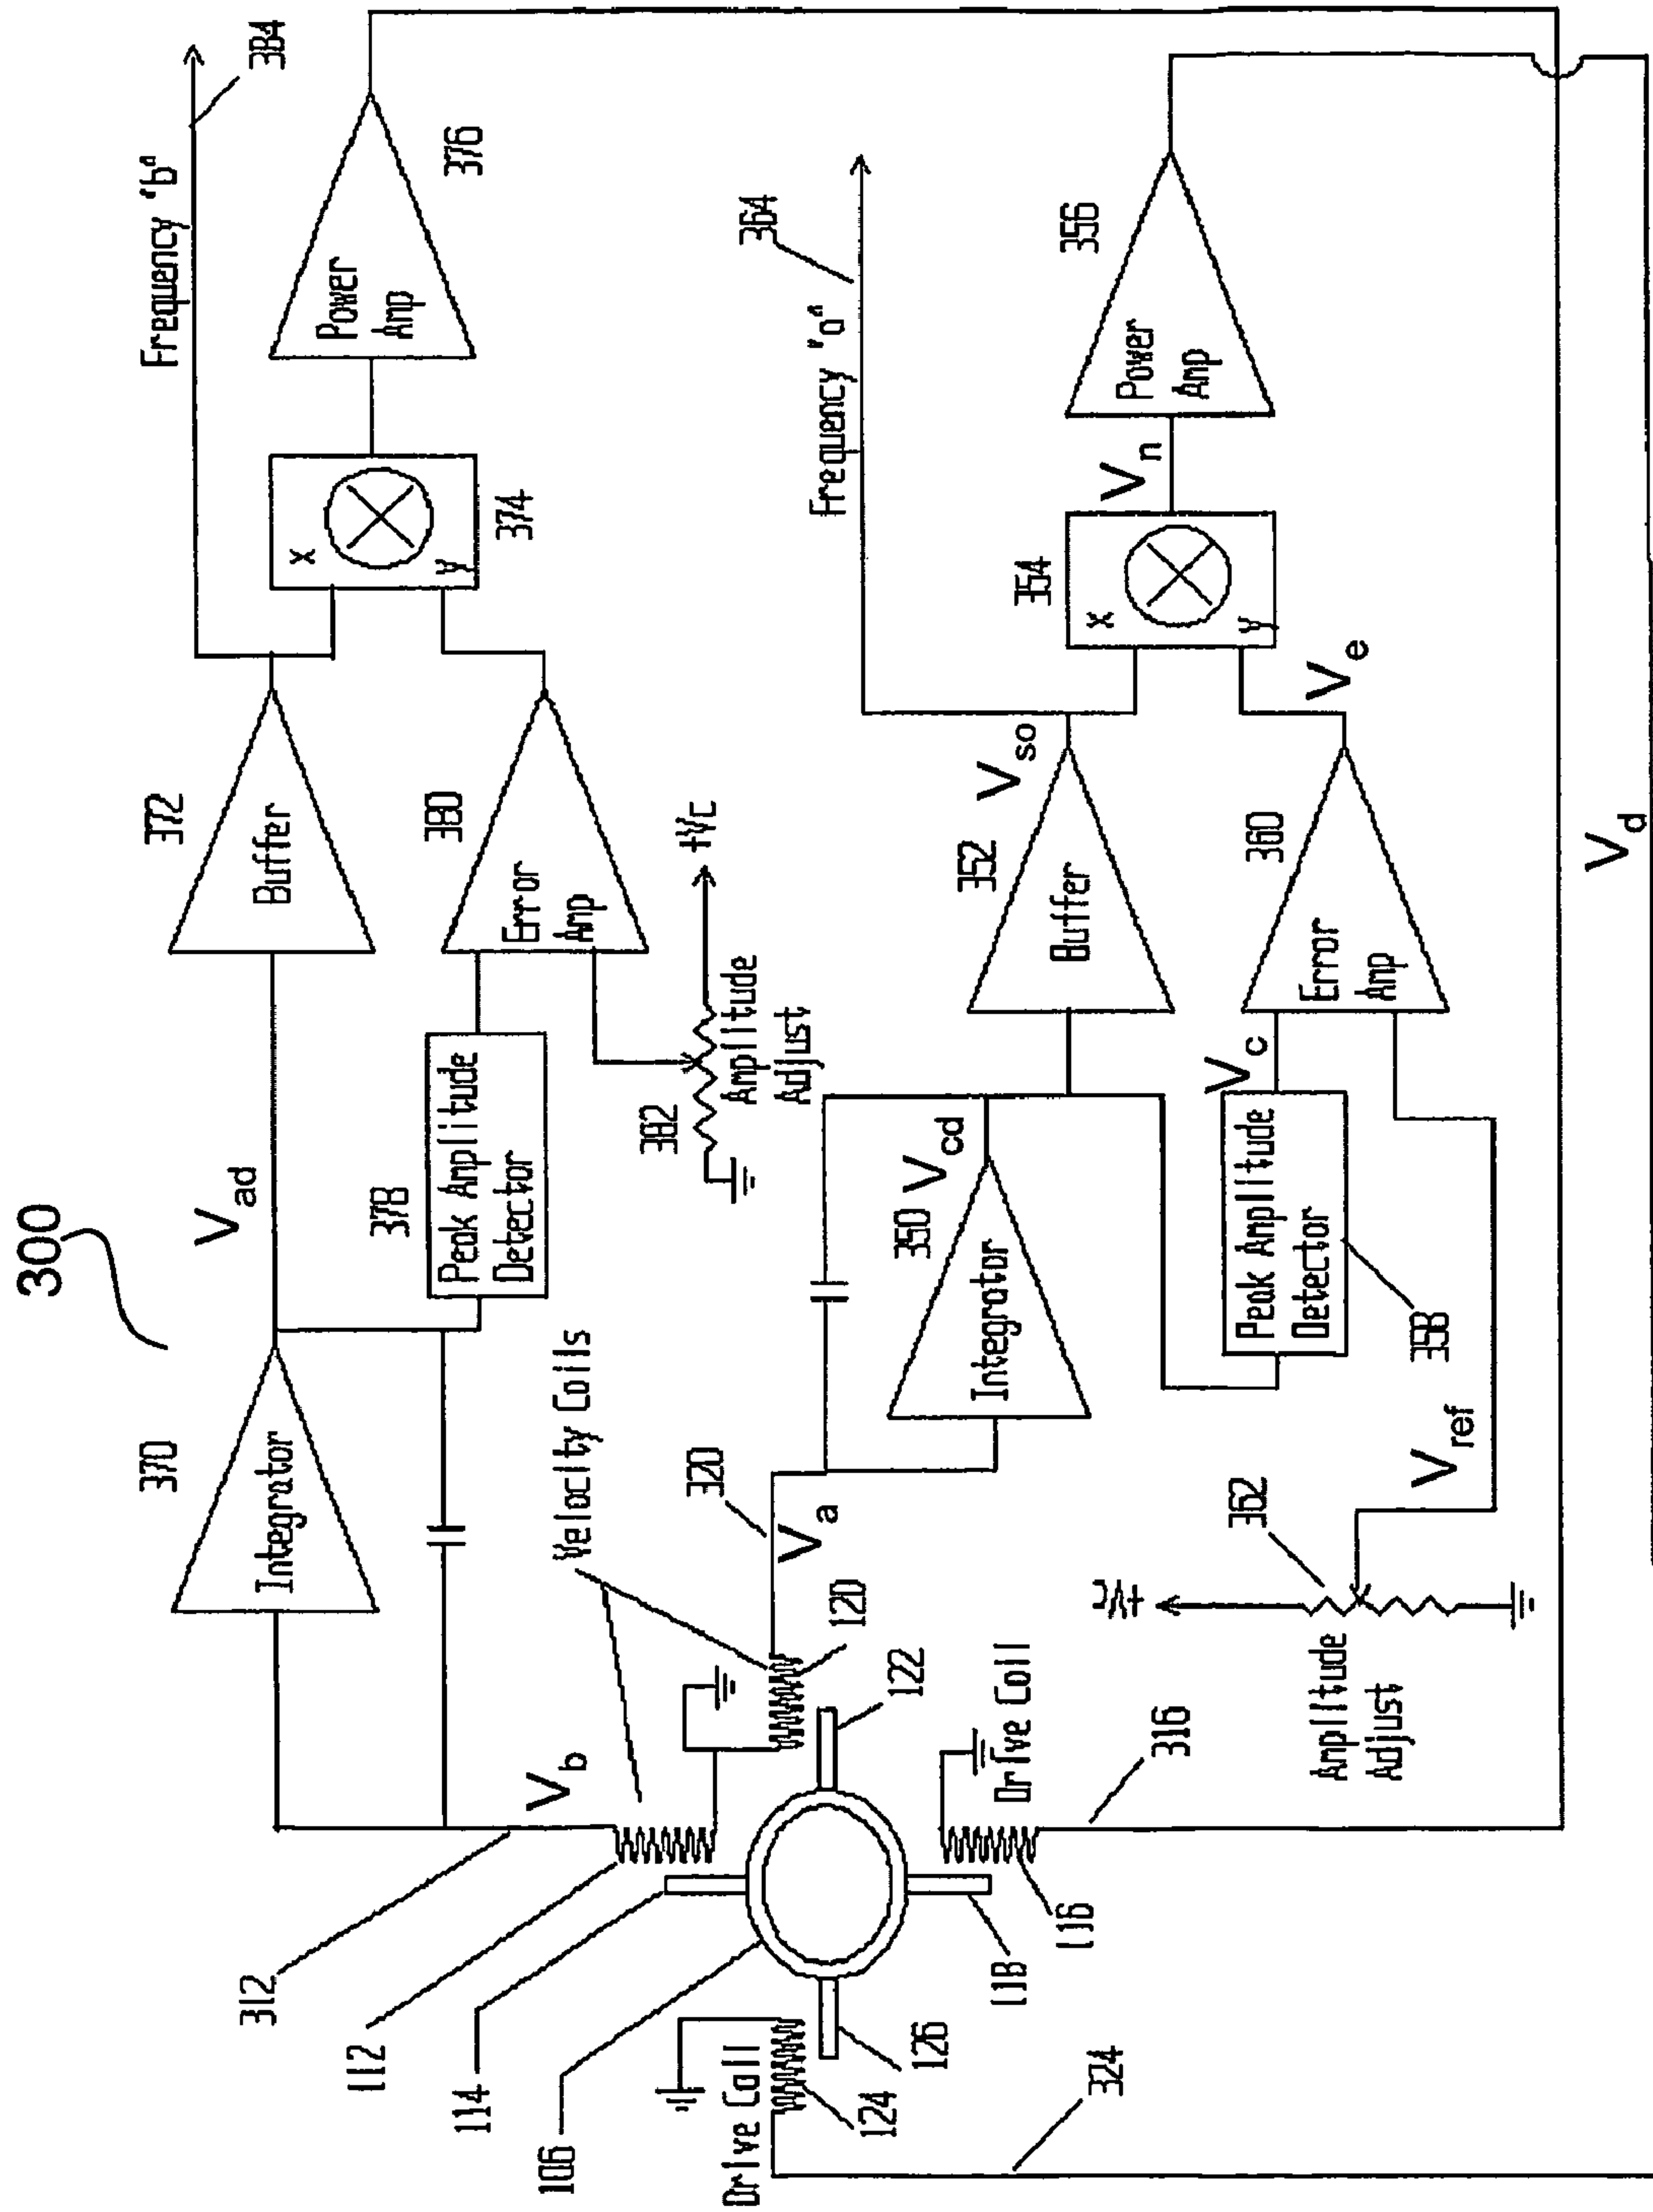 300
Frequency "b"
384
376
Power
Amp
x
y
374
372
Buffer
380
Error
Amp
+Vc
382
Amplitude
Adjust
Vad
378
Peak Amplitude
Detector
370
Integrator
Velocity Coils
Vb
312
112
114
106
Frequency "a"
364
356
Power
Amp
Vn
354
x
y
Ve
Vso
352
Buffer
360
Error
Amp
Vd
350
Vcd
Integrator
Vc
Peak Amplitude
Detector
358
Vref
320
Va
362
+Vc
Amplitude
Adjust
120
122
Drive Coil
316
116
118
126
124
Drive Coil
324